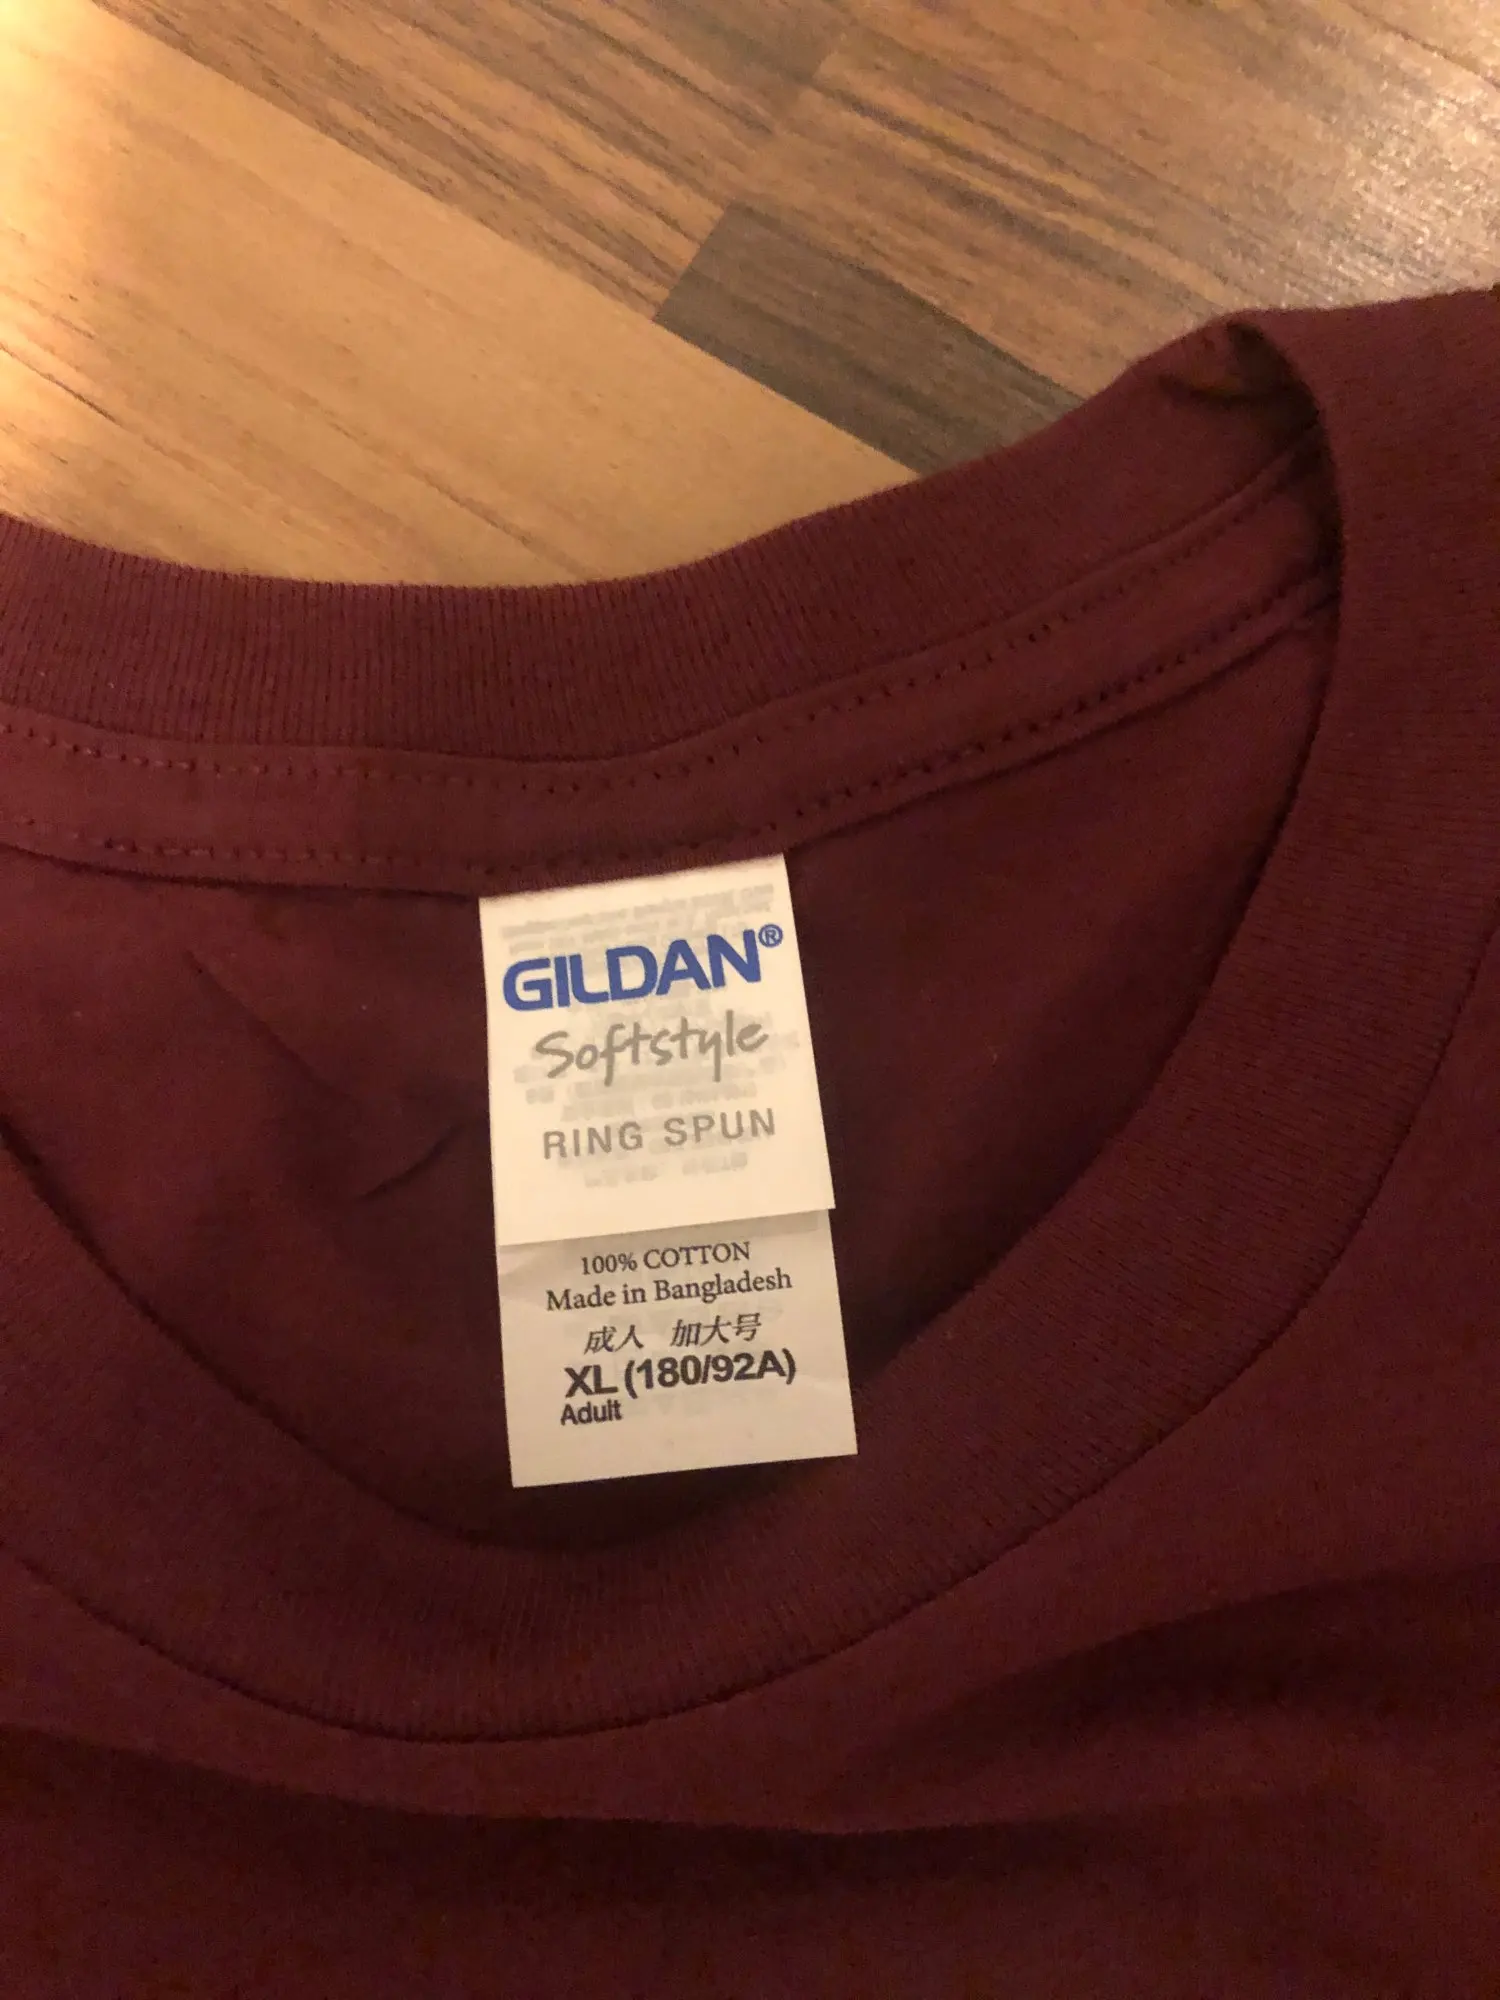 GILDAN®
Softstyle
RING SPUN
100% COTTON
Made in Bangladesh
成人 加大号
XL (180/92A)
Adult